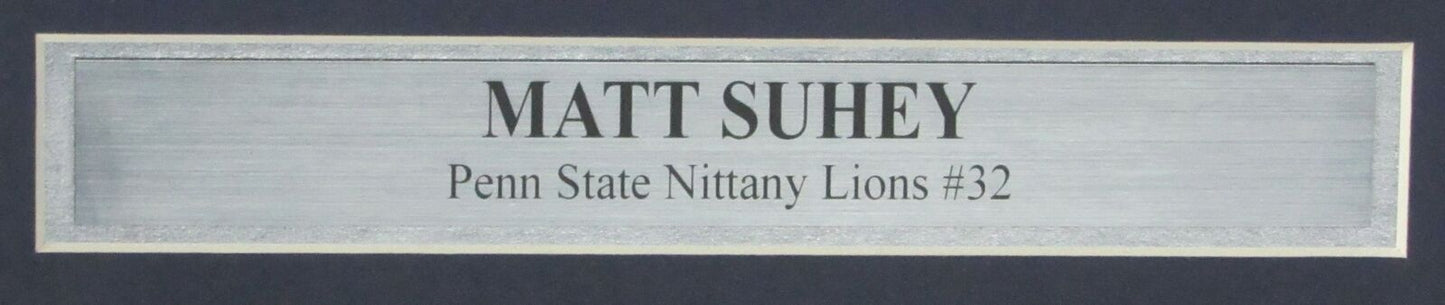 MATT SUHEY
Penn State Nittany Lions #32